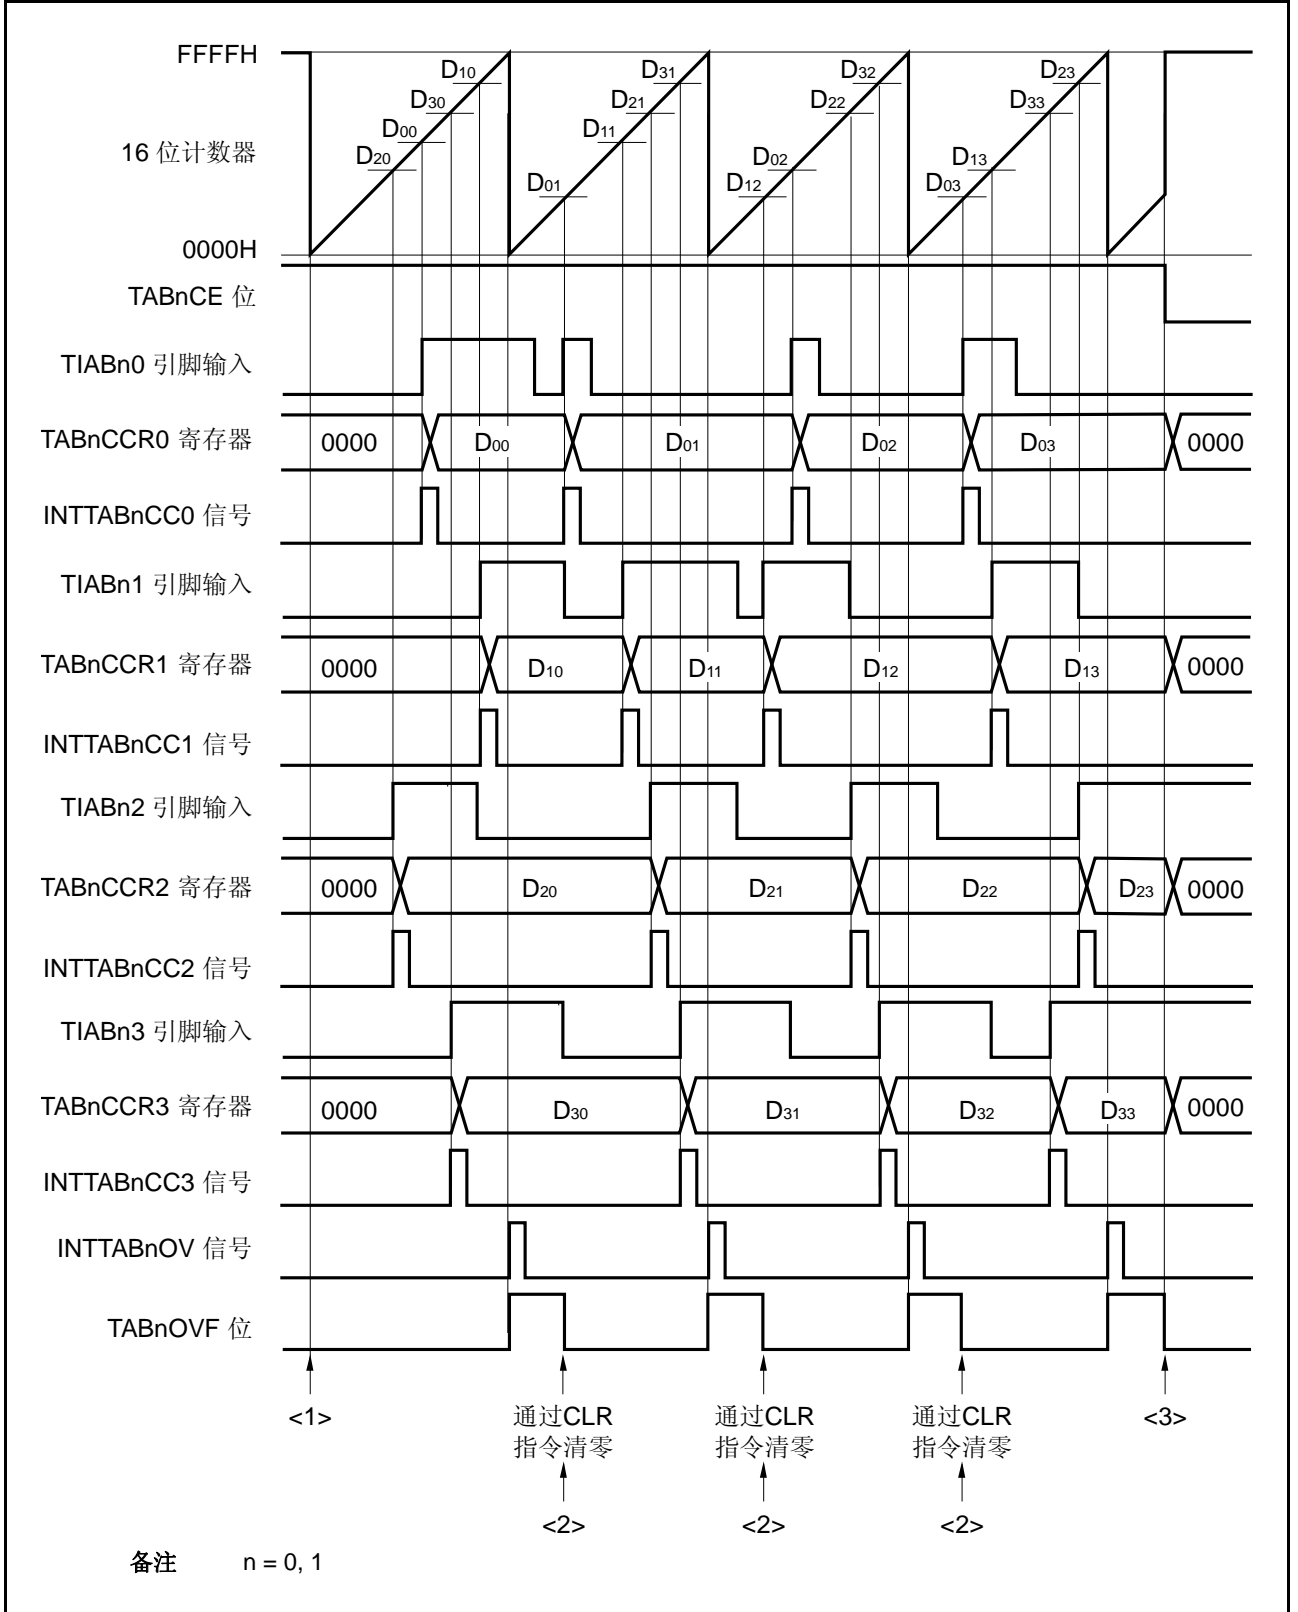 FFFFH
16 位计数器
0000H
D10
D30
D00
D20
D31
D21
D11
D01
D32
D22
D02
D12
D23
D33
D13
D03
TABnCE 位
TIABn0 引脚输入
TABnCCR0 寄存器 0000 D00 D01 D02 D03 0000
INTTABnCC0 信号
TIABn1 引脚输入
TABnCCR1 寄存器 0000 D10 D11 D12 D13 0000
INTTABnCC1 信号
TIABn2 引脚输入
TABnCCR2 寄存器 0000 D20 D21 D22 D23 0000
INTTABnCC2 信号
TIABn3 引脚输入
TABnCCR3 寄存器 0000 D30 D31 D32 D33 0000
INTTABnCC3 信号
INTTABnOV 信号
TABnOVF 位
<1> 通过CLR 通过CLR 通过CLR <3>
指令清零 指令清零 指令清零
<2> <2> <2>
备注 n = 0, 1